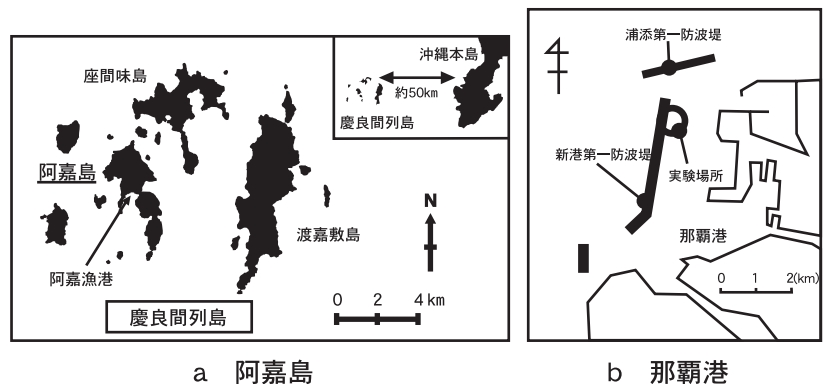 座間味島
阿嘉島
阿嘉漁港
渡嘉敷島
慶良間列島
N
0 2 4 km
沖縄本島
約50km
慶良間列島
a 阿嘉島
浦添第一防波堤
新港第一防波堤
実験場所
那覇港
0 1 2(km)
b 那覇港